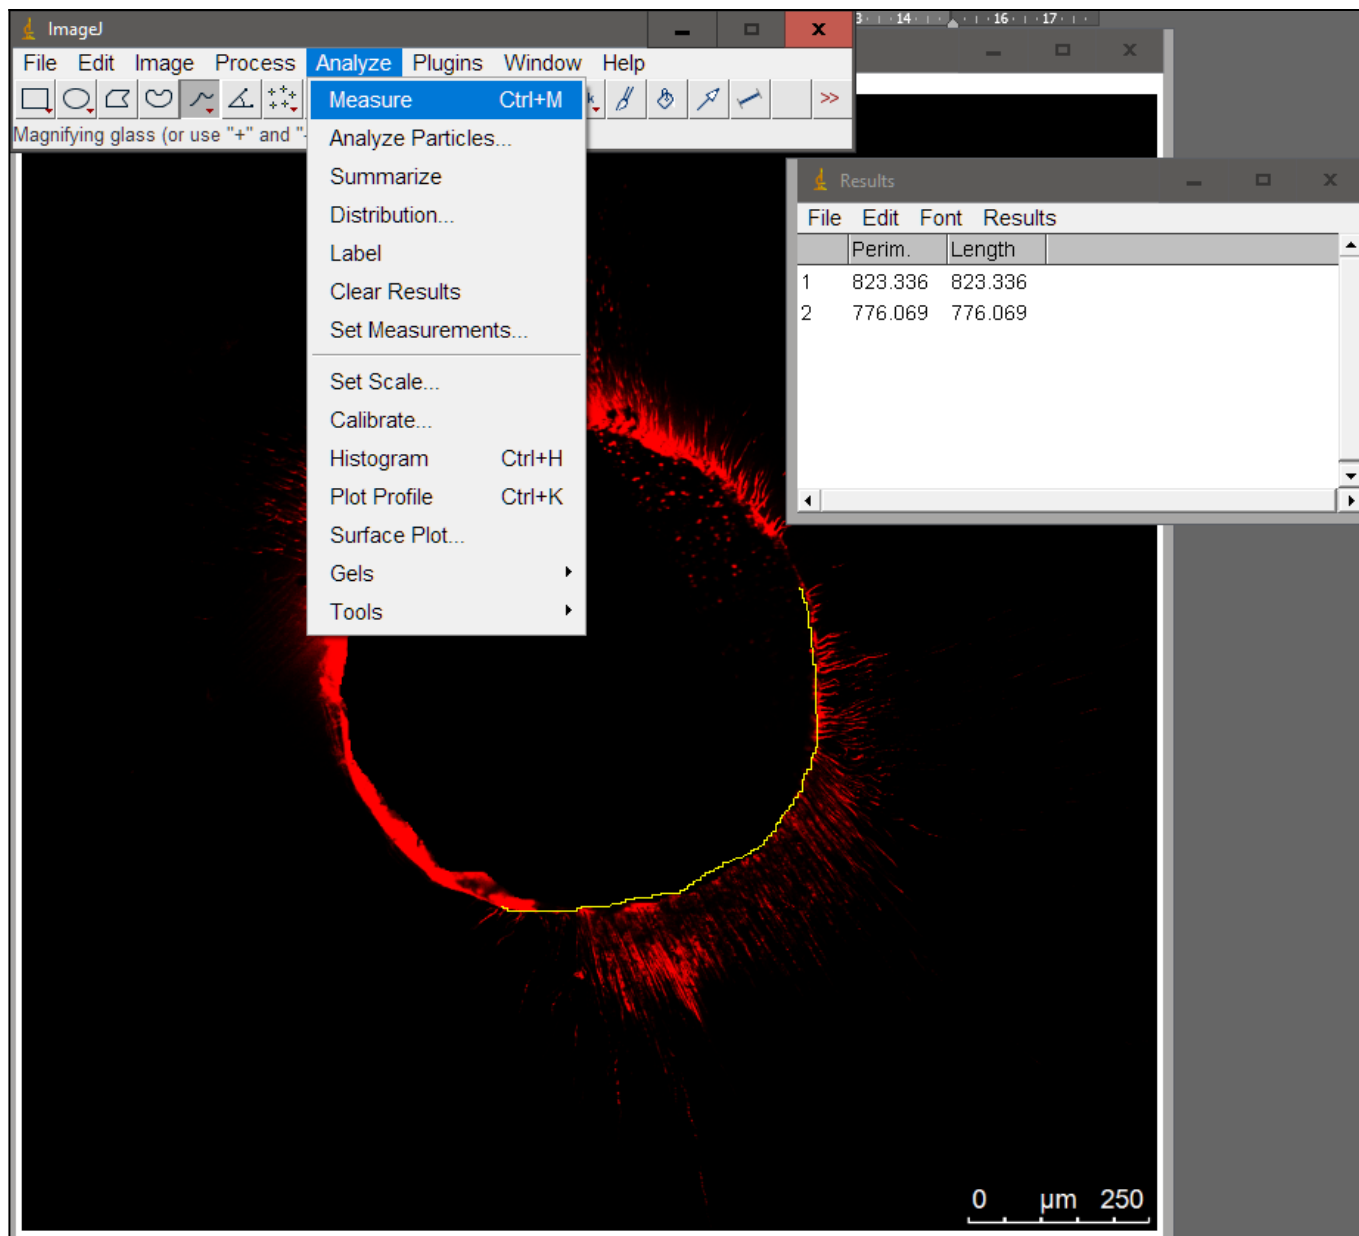 ImageJ
3 14 16 17
File Edit Image Process Analyze Plugins Window Help
Magnifying glass (or use "+" and "-
Measure Ctrl+M
Analyze Particles...
Summarize
Distribution...
Label
Clear Results
Set Measurements...
Set Scale...
Calibrate...
Histogram Ctrl+H
Plot Profile Ctrl+K
Surface Plot...
Gels
Tools
Results
File Edit Font Results
Perim. Length
1 823.336 823.336
2 776.069 776.069
0 µm 250